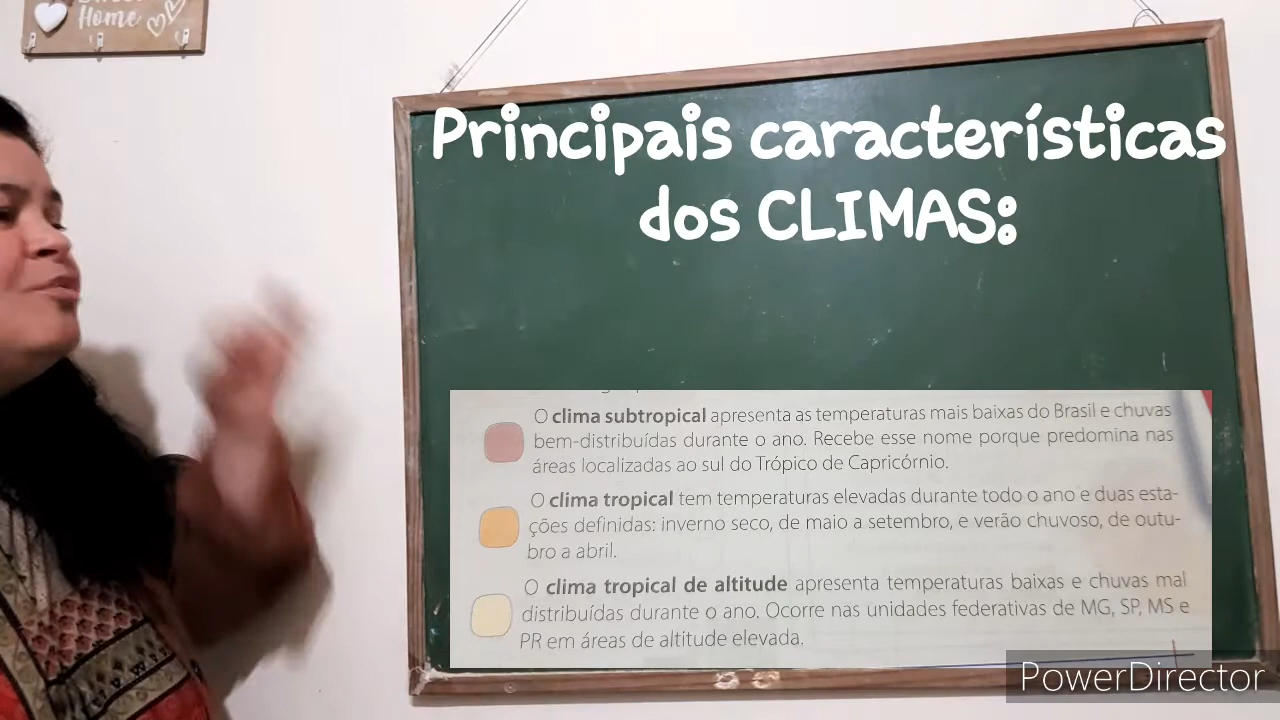 Home
Principais características
dos CLIMAS:
O clima subtropical apresenta as temperaturas mais baixas do Brasil e chuvas
bem-distribuídas durante o ano. Recebe esse nome porque predomina nas
áreas localizadas ao sul do Trópico de Capricórnio.
O clima tropical tem temperaturas elevadas durante todo o ano e duas esta-
ções definidas: inverno seco, de maio a setembro, e verão chuvoso, de outu-
bro a abril.
O clima tropical de altitude apresenta temperaturas baixas e chuvas mal
distribuídas durante o ano. Ocorre nas unidades federativas de MG, SP, MS e
PR em áreas de altitude elevada.
PowerDirector